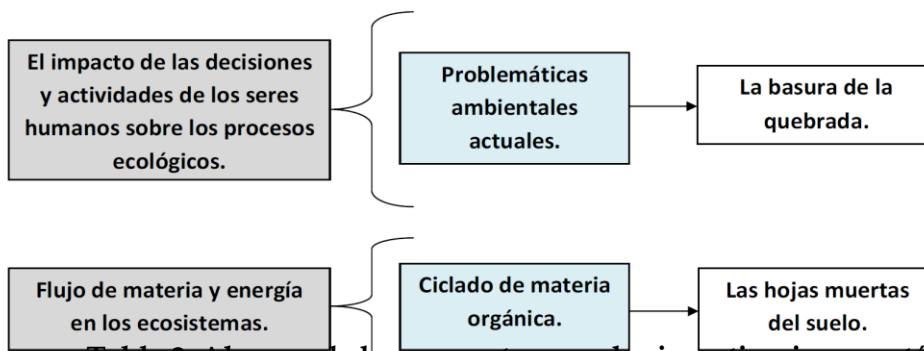 El impacto de las decisiones
y actividades de los seres
humanos sobre los procesos
ecológicos.
Problemáticas
ambientales
actuales.
La basura de la
quebrada.
Flujo de materia y energía
en los ecosistemas.
Ciclado de materia
orgánica.
Las hojas muertas
del suelo.